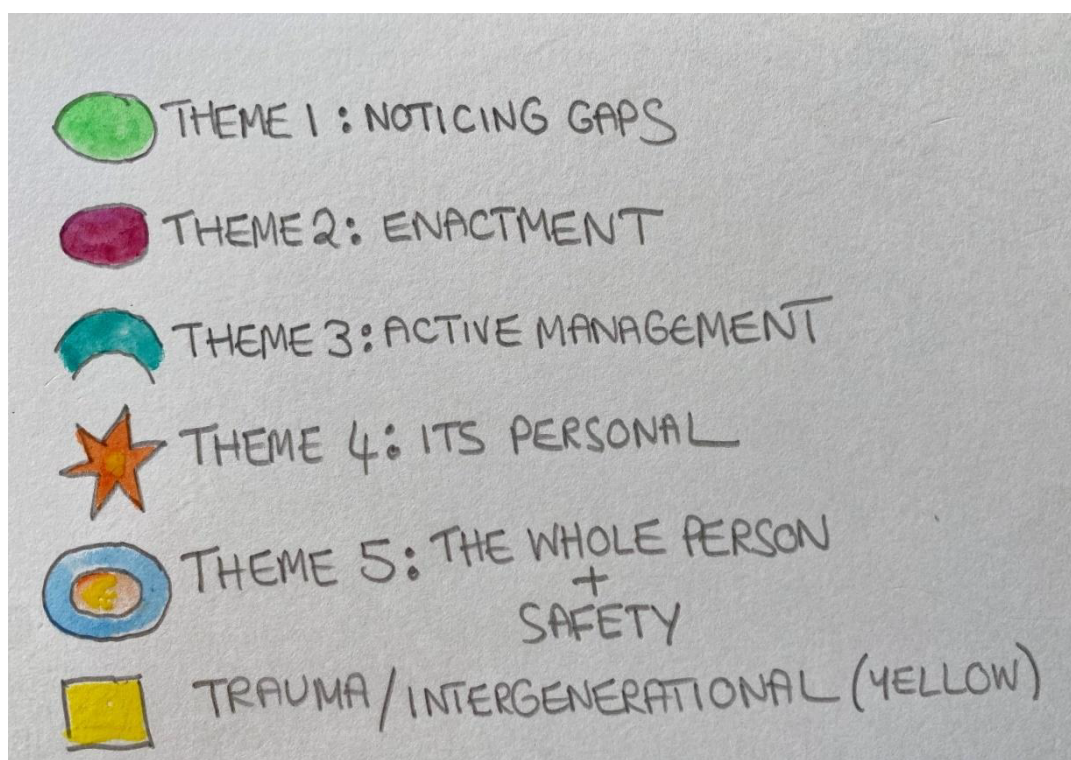 THEME 1: NOTICING GAPS
THEME 2: ENACTMENT
THEME 3: ACTIVE MANAGEMENT
THEME 4: ITS PERSONAL
THEME 5: THE WHOLE PERSON
+
SAFETY
TRAUMA/INTERGENERATIONAL (YELLOW)